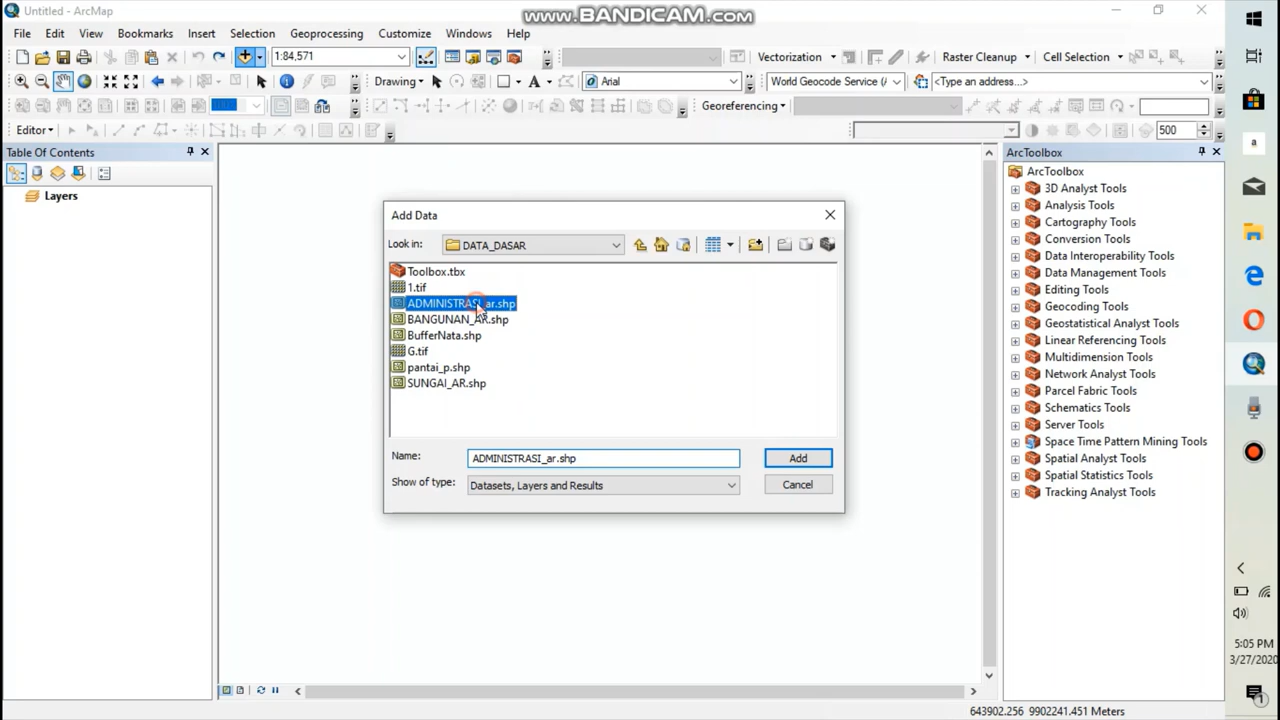 Untitled - ArcMap
www.BANDICAM.com
File Edit View Bookmarks Insert Selection Geoprocessing Customize Windows Help
1:84,571 Vectorization Raster Cleanup Cell Selection
Drawing A Arial World Geocode Service (A <Type an address...>
Georeferencing
Editor 500
Table Of Contents
Layers
Add Data
Look in: DATA_DASAR
Toolbox.tbx
1.tif
ADMINISTRASI_ar.shp
BANGUNAN_AR.shp
BufferNata.shp
G.tif
pantai_p.shp
SUNGAI_AR.shp
Name: ADMINISTRASI_ar.shp Add
Show of type: Datasets, Layers and Results Cancel
ArcToolbox
ArcToolbox
3D Analyst Tools
Analysis Tools
Cartography Tools
Conversion Tools
Data Interoperability Tools
Data Management Tools
Editing Tools
Geocoding Tools
Geostatistical Analyst Tools
Linear Referencing Tools
Multidimension Tools
Network Analyst Tools
Parcel Fabric Tools
Schematics Tools
Server Tools
Space Time Pattern Mining Tools
Spatial Analyst Tools
Spatial Statistics Tools
Tracking Analyst Tools
a
5:05 PM
3/27/2020
1
643902.256 9902241.451 Meters